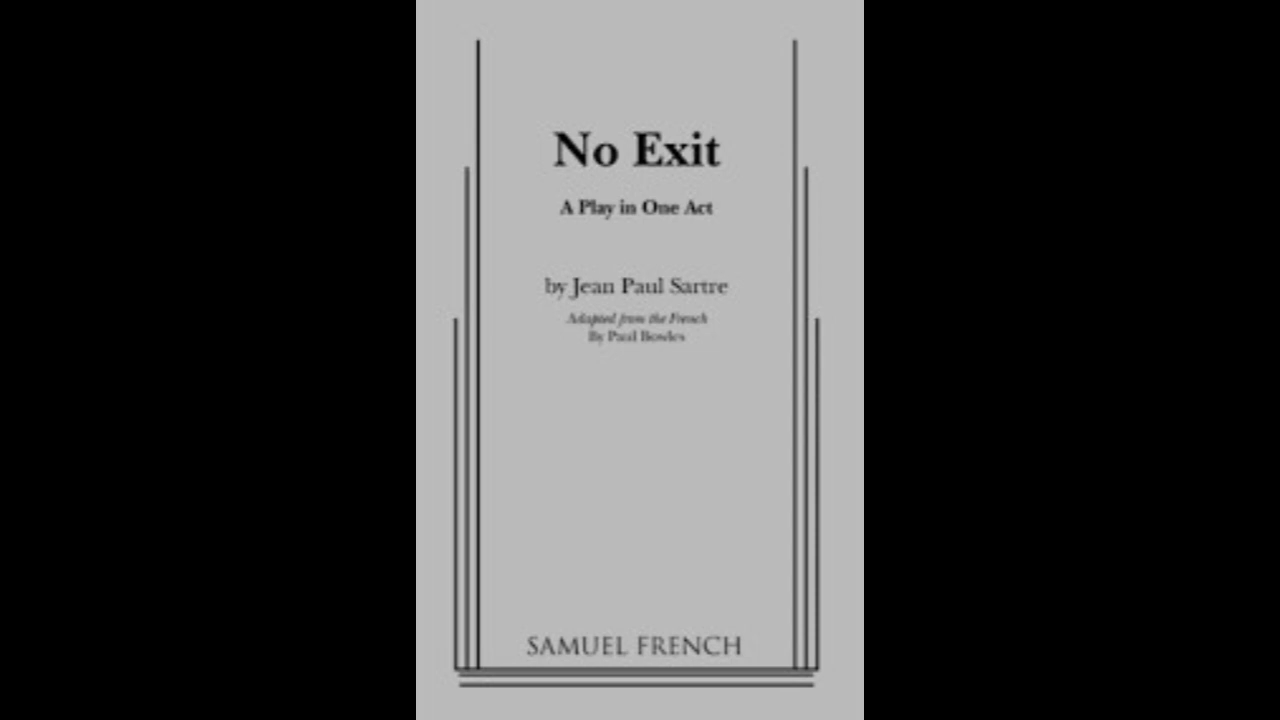 No Exit
A Play in One Act
by Jean Paul Sartre
Adapted from the French
By Paul Bowles
SAMUEL FRENCH